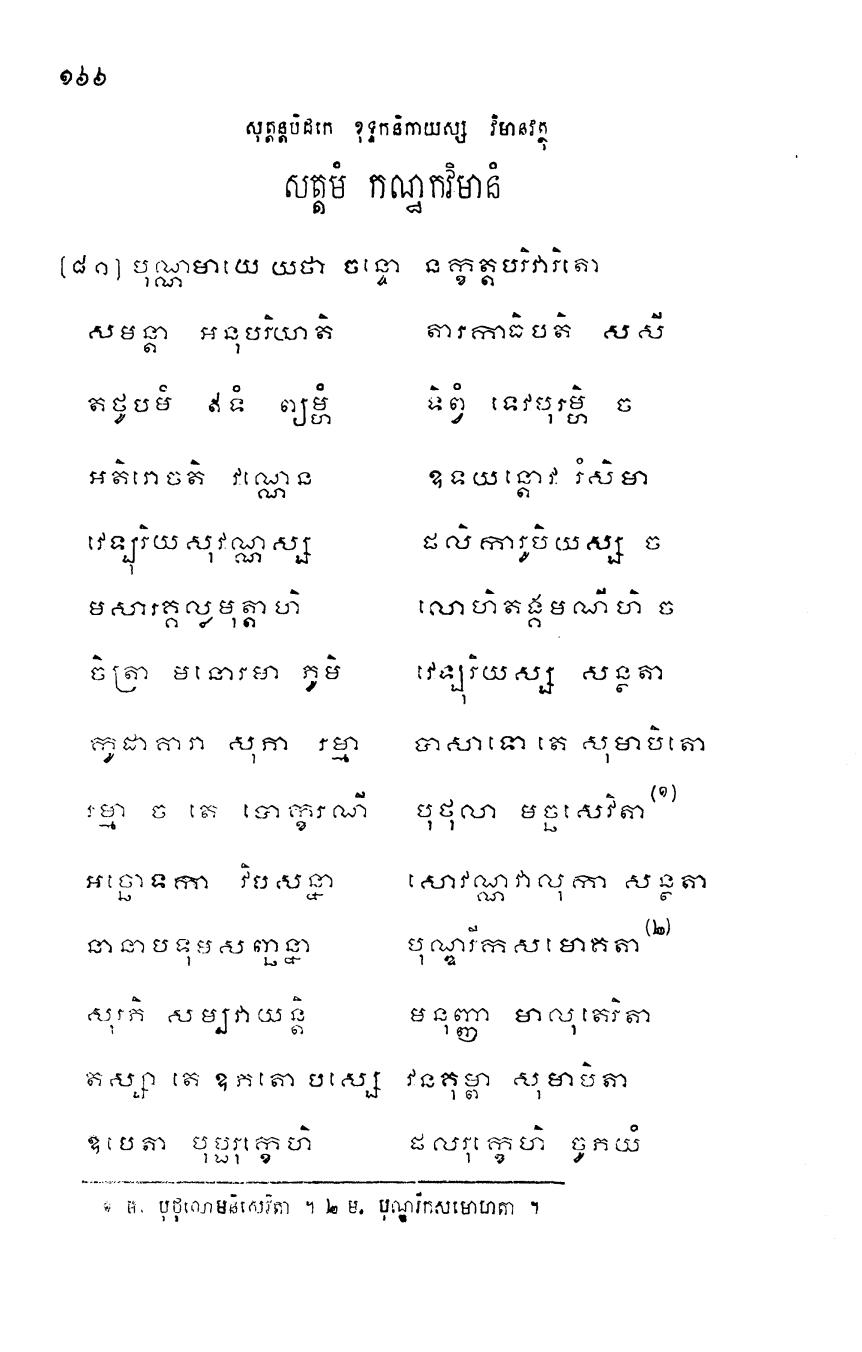 ១៦៦
សុត្តន្តបិដកេ ខុទ្ទកនិកាយស្ស វិមានវត្ថុ
សត្តមំ កណ្ឋកវិមានំ
(៨១) បុណ្ណមាយេ យថា ចន្ទោ នក្ខត្តបរិវារិតោ
សមន្តា អនុបរិយាតិ តារកាធិបតិ សសី
តថូបមំ ឥទំ ព្យម្ហំ ទិព្វំ ទេវបុរម្ហិ ច
អតិរោចតិ វណ្ណេន ឧទយន្តោវ រំសិមា
វេឡុរិយសុវណ្ណស្ស ផលិការូបិយស្ស ច
មសារគ្គល្លមុត្តាហិ លោហិតង្គមណីហិ ច
ចិត្រា មនោរមា ភូមិ វេឡុរិយស្ស សន្ថតា
កូដាគារា សុភា រម្មា បាសាទោ តេ សុមាបិតោ
រម្មា ច តេ បោក្ខរណី បុថុលា មច្ឆសេវិតា(១)
អច្ឆោទកា វិប្បសន្នា សោវណ្ណវាលុកា សន្ថតា
នានាបទុមសញ្ឆន្នា បុណ្ឌរីកសមោគតា(២)
សុរភិ សម្បវាយន្តិ មនុញ្ញា មាលុតេរិតា
តស្សា តេ ឧភតោ បស្សេ វនគុម្ពា សុមាបិតា
ឧបេតា បុប្ផរុក្ខេហិ ផលរុក្ខេហិ ចូភយំ
១ ឱ. បុថុលោមនិសេវិតា ។ ២ ម. បុណ្ឌរីកសមោហតា ។